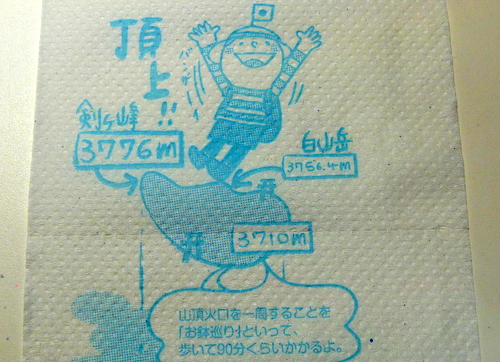 頂上!!
剣ヶ峰
3776m
白山岳
3756.4m
3710m
山頂火口を一周することを
「お鉢巡り」といって、
歩いて90分くらいかかるよ。